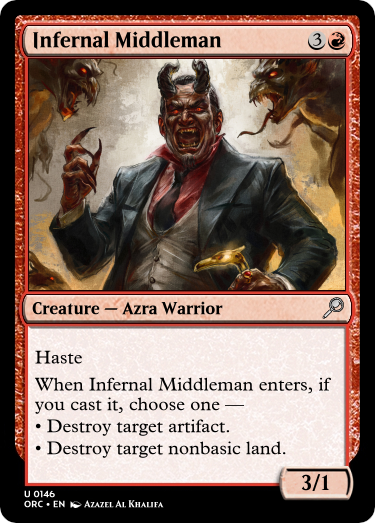 Infernal Middleman 3
Creature — Azra Warrior
Haste
When Infernal Middleman enters, if
you cast it, choose one —
• Destroy target artifact.
• Destroy target nonbasic land.
3/1
U 0146
ORC • EN Azazel Al Khalifa